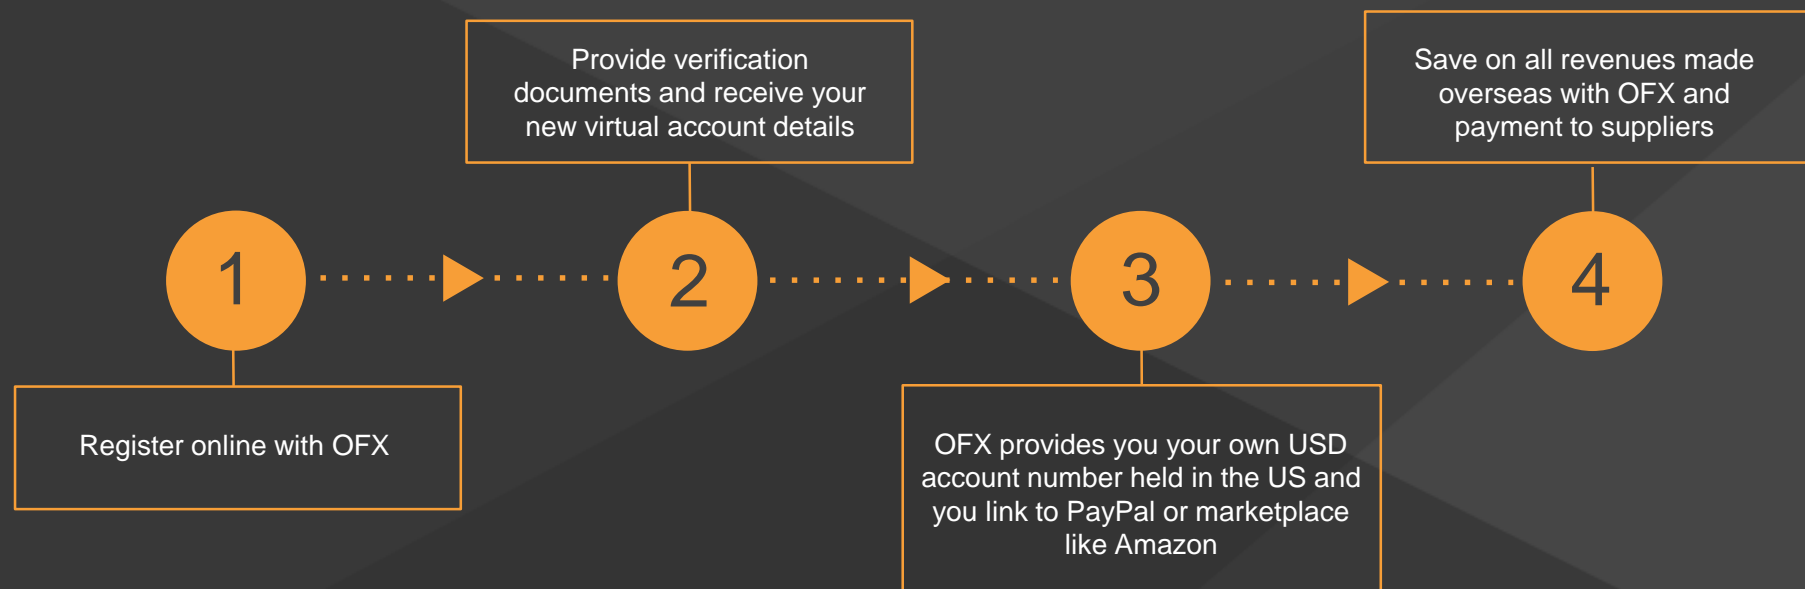 1
Register online with OFX
2
Provide verification
documents and receive your
new virtual account details
3
OFX provides you your own USD
account number held in the US and
you link to PayPal or marketplace
like Amazon
4
Save on all revenues made
overseas with OFX and
payment to suppliers